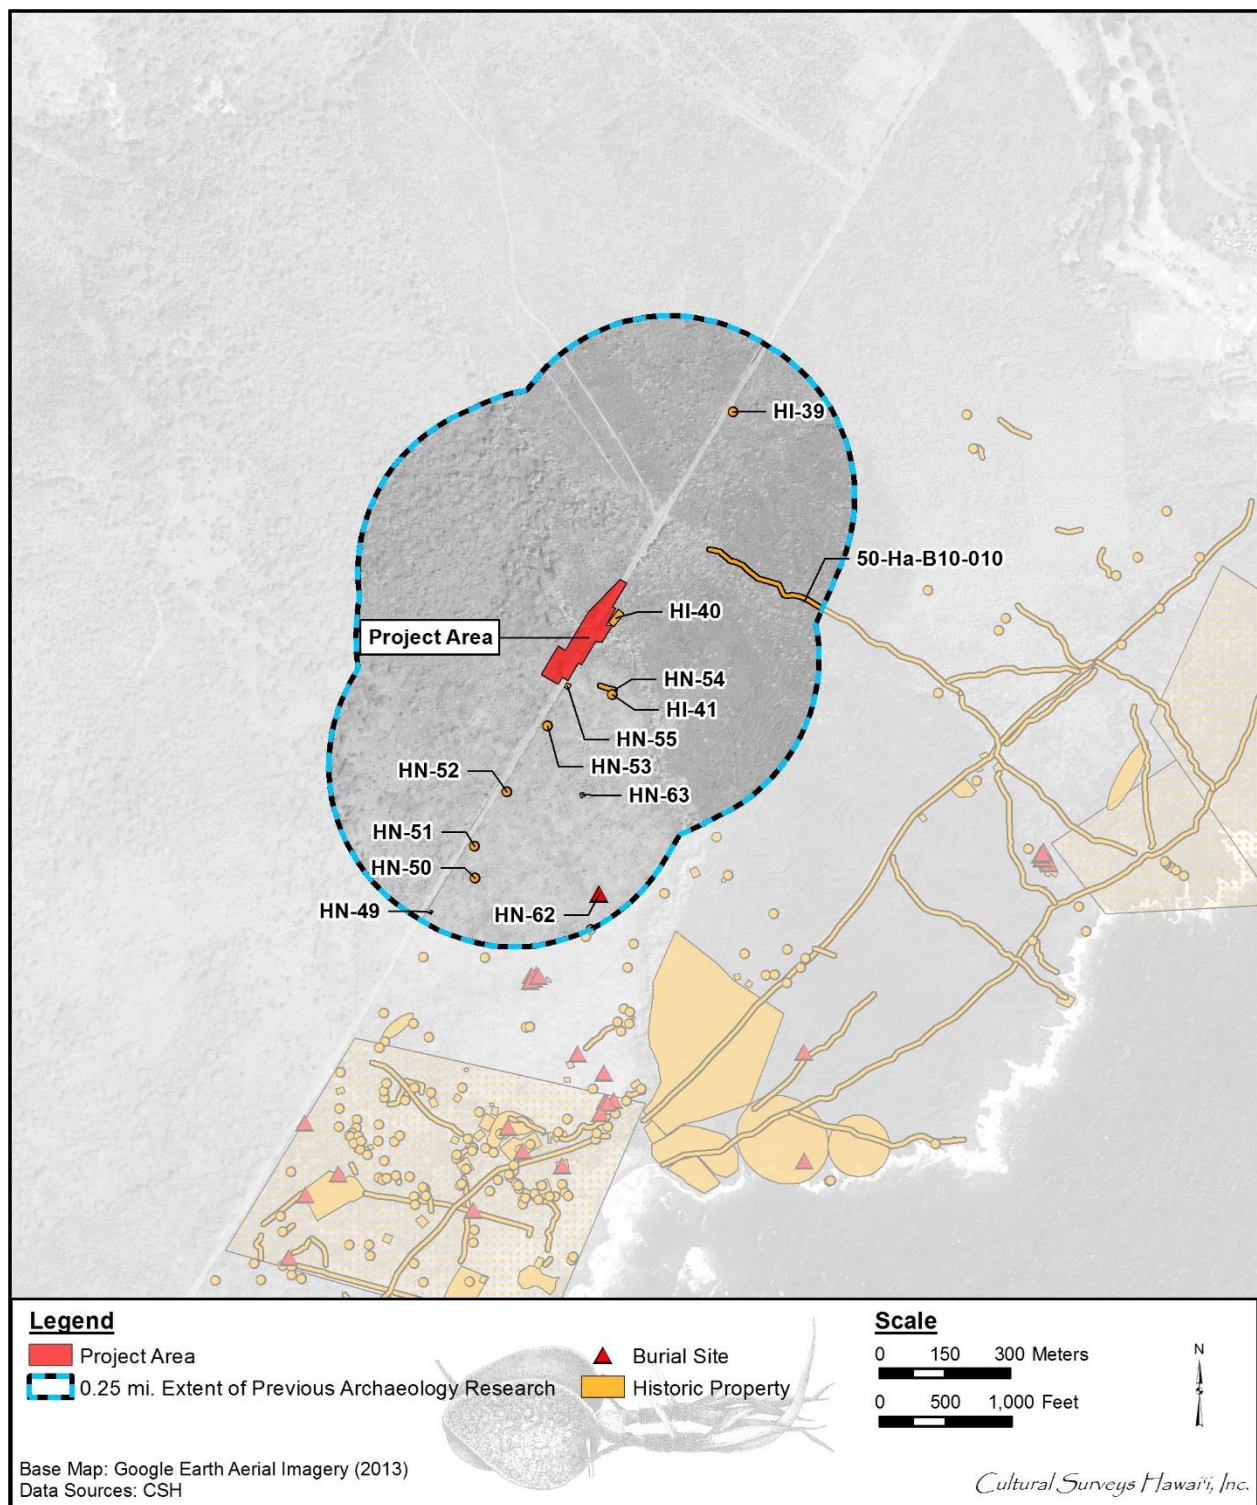 HI-39
50-Ha-B10-010
HI-40
Project Area
HN-54
HI-41
HN-55
HN-53
HN-52
HN-63
HN-51
HN-50
HN-49
HN-62
Legend
Project Area
0.25 mi. Extent of Previous Archaeology Research
Burial Site
Historic Property
Scale
0 150 300 Meters
0 500 1,000 Feet
N
Base Map: Google Earth Aerial Imagery (2013)
Data Sources: CSH
Cultural Surveys Hawai‘i, Inc.